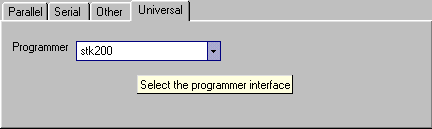 Parallel Serial Other Universal
Programmer stk200
Select the programmer interface